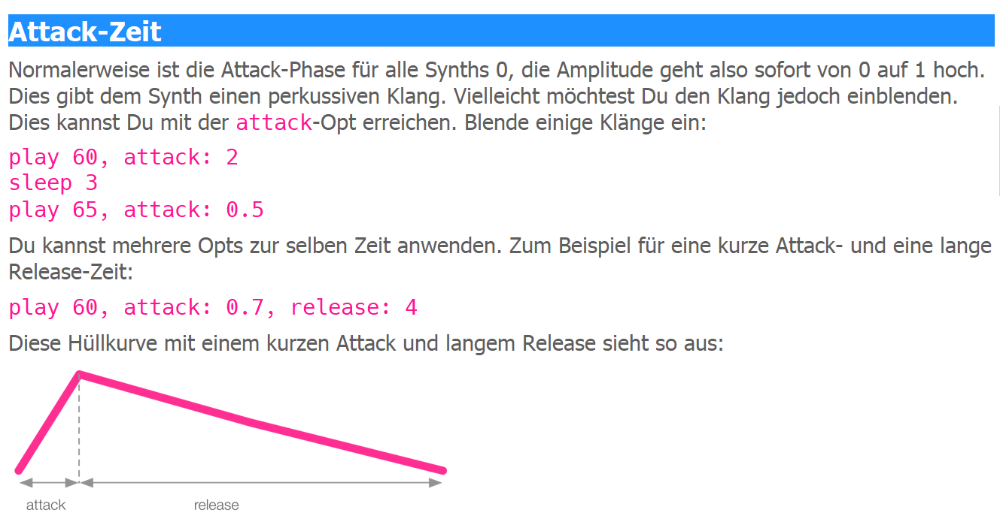 Attack-Zeit
Normalerweise ist die Attack-Phase für alle Synths 0, die Amplitude geht also sofort von 0 auf 1 hoch.
Dies gibt dem Synth einen perkussiven Klang. Vielleicht möchtest Du den Klang jedoch einblenden.
Dies kannst Du mit der attack-Opt erreichen. Blende einige Klänge ein:
play 60, attack: 2
sleep 3
play 65, attack: 0.5
Du kannst mehrere Opts zur selben Zeit anwenden. Zum Beispiel für eine kurze Attack- und eine lange
Release-Zeit:
play 60, attack: 0.7, release: 4
Diese Hüllkurve mit einem kurzen Attack und langem Release sieht so aus:
attack release